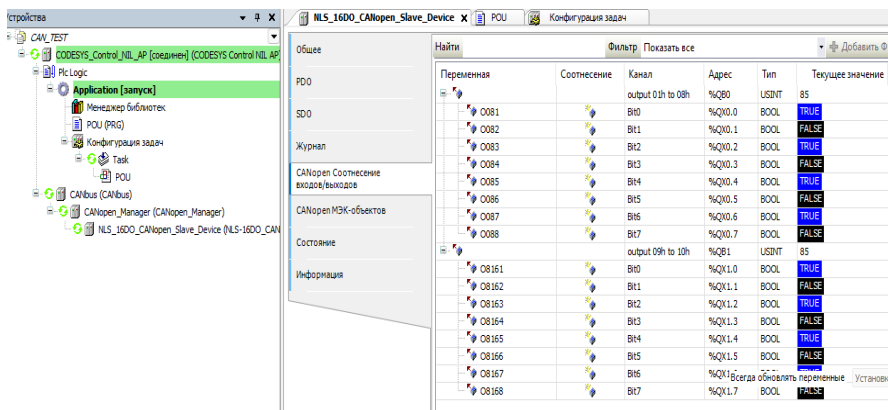 стройства
CAN_TEST
CODESYS_Control_NIL_AP [соединен] (CODESYS Control NIL AP
Plc Logic
Application [запуск]
Менеджер библиотек
POU (PRG)
Конфигурация задач
Task
POU
CANbus (CANbus)
CANopen_Manager (CANopen_Manager)
NLS_16DO_CANopen_Slave_Device (NLS-16DO_CAN
NLS_16DO_CANopen_Slave_Device x POU Конфигурация задач
Общее
PDO
SDO
Журнал
CANopen Соотнесение
входов/выходов
CANopen МЭК-объектов
Состояние
Информация
Найти Фильтр Показать все Добавить Ф
Переменная Соотнесение Канал Адрес Тип Текущее значение
output 01h to 08h %QB0 USINT 85
O081 Bit0 %QX0.0 BOOL TRUE
O082 Bit1 %QX0.1 BOOL FALSE
O083 Bit2 %QX0.2 BOOL TRUE
O084 Bit3 %QX0.3 BOOL FALSE
O085 Bit4 %QX0.4 BOOL TRUE
O086 Bit5 %QX0.5 BOOL FALSE
O087 Bit6 %QX0.6 BOOL TRUE
O088 Bit7 %QX0.7 BOOL FALSE
output 09h to 10h %QB1 USINT 85
O8161 Bit0 %QX1.0 BOOL TRUE
O8162 Bit1 %QX1.1 BOOL FALSE
O8163 Bit2 %QX1.2 BOOL TRUE
O8164 Bit3 %QX1.3 BOOL FALSE
O8165 Bit4 %QX1.4 BOOL TRUE
O8166 Bit5 %QX1.5 BOOL FALSE
O8167 Bit6 %QX1
Всегда обновлять переменные Установк
O8168 Bit7 %QX1.7 BOOL FALSE